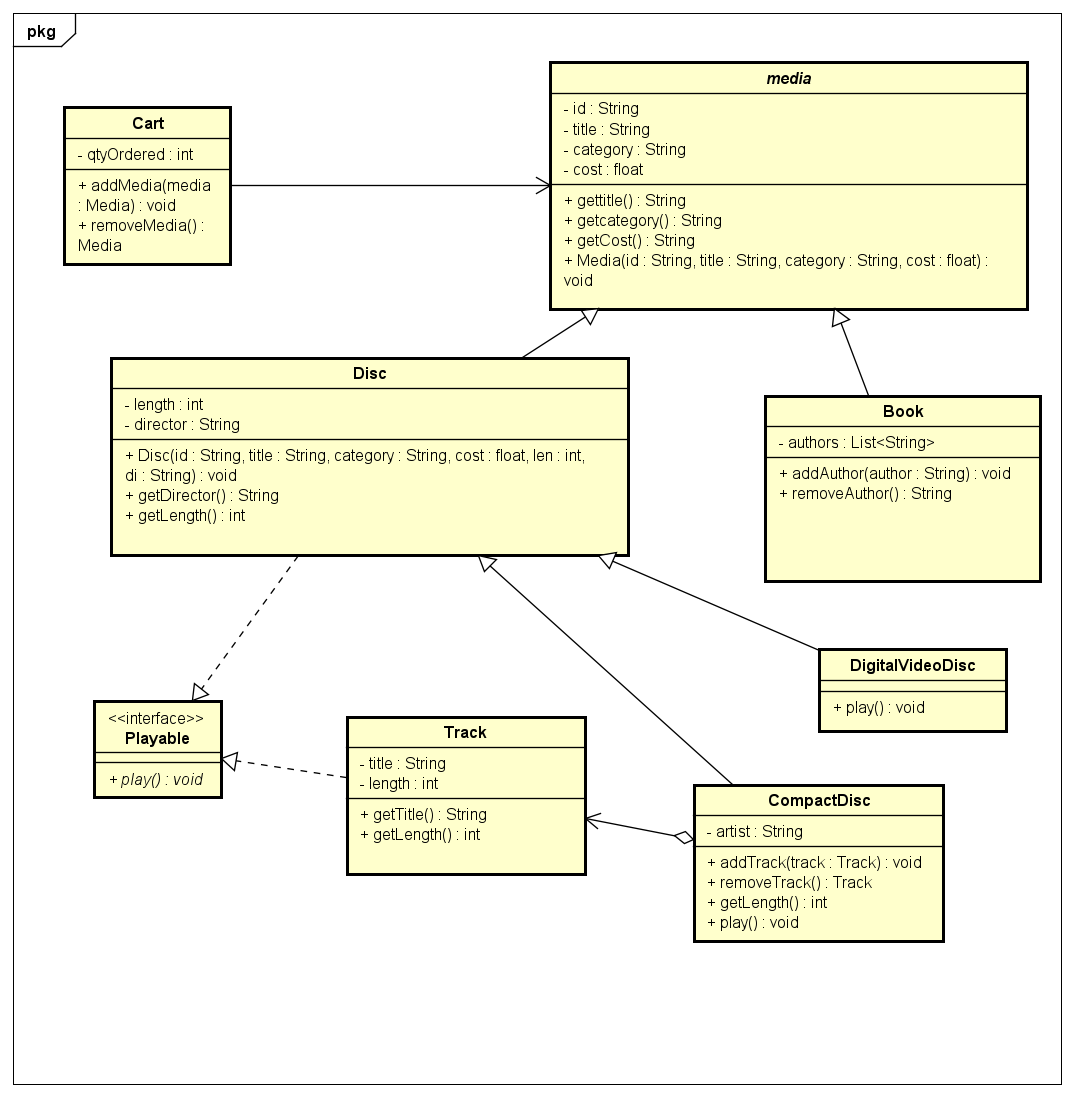 pkg
media
- id : String
- title : String
- category : String
- cost : float
+ gettitle() : String
+ getcategory() : String
+ getCost() : String
+ Media(id : String, title : String, category : String, cost : float) :
void
Cart
- qtyOrdered : int
+ addMedia(media
: Media) : void
+ removeMedia() :
Media
Disc
- length : int
- director : String
+ Disc(id : String, title : String, category : String, cost : float, len : int,
di : String) : void
+ getDirector() : String
+ getLength() : int
Book
- authors : List<String>
+ addAuthor(author : String) : void
+ removeAuthor() : String
DigitalVideoDisc
+ play() : void
<<interface>>
Playable
+ play() : void
Track
- title : String
- length : int
+ getTitle() : String
+ getLength() : int
CompactDisc
- artist : String
+ addTrack(track : Track) : void
+ removeTrack() : Track
+ getLength() : int
+ play() : void